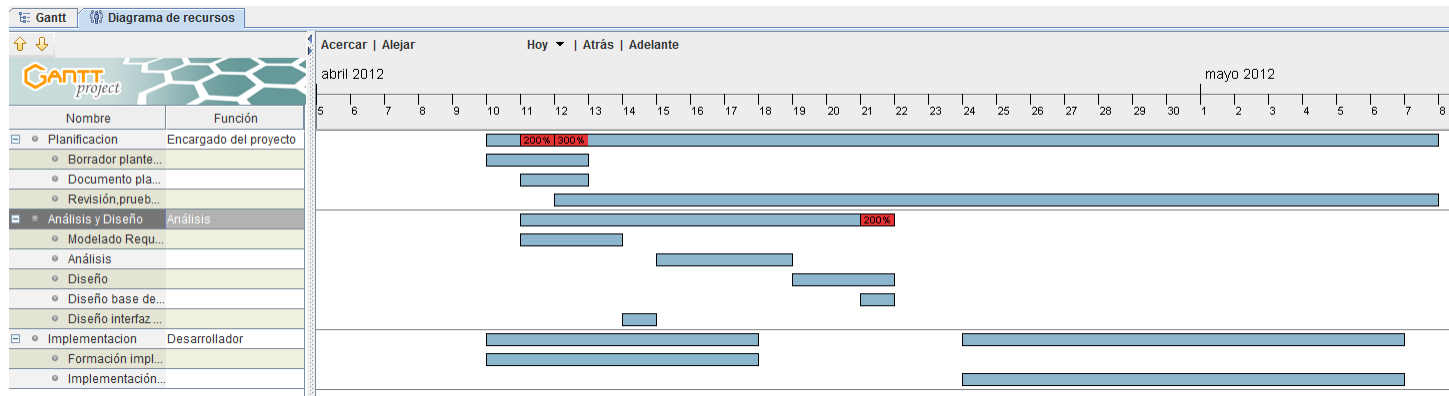 Gantt Diagrama de recursos
Acercar | Alejar Hoy | Atrás | Adelante
GANTT project
abril 2012 mayo 2012
5 6 7 8 9 10 11 12 13 14 15 16 17 18 19 20 21 22 23 24 25 26 27 28 29 30 1 2 3 4 5 6 7 8
Nombre Función
Planificacion Encargado del proyecto 200% 300%
Borrador plante...
Documento pla...
Revisión,prueb...
Análisis y Diseño Análisis 200%
Modelado Requ...
Análisis
Diseño
Diseño base de...
Diseño interfaz ...
Implementacion Desarrollador
Formación impl...
Implementación...